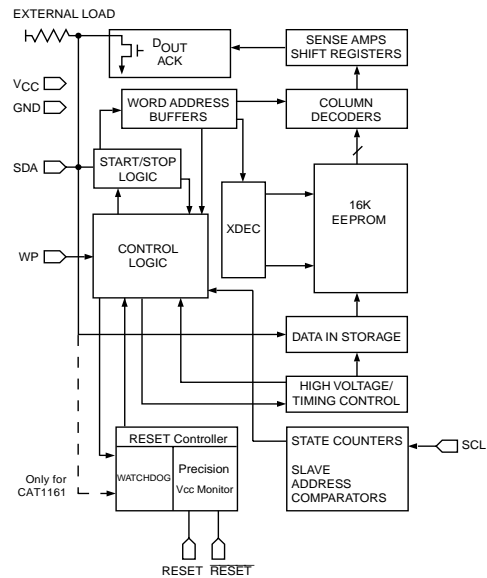 EXTERNAL LOAD
DOUT
ACK
SENSE AMPS
SHIFT REGISTERS
VCC
GND
WORD ADDRESS
BUFFERS
COLUMN
DECODERS
SDA
START/STOP
LOGIC
XDEC
16K
EEPROM
WP
CONTROL
LOGIC
DATA IN STORAGE
HIGH VOLTAGE/
TIMING CONTROL
RESET Controller
WATCHDOG
Precision
Vcc Monitor
STATE COUNTERS
SLAVE
ADDRESS
COMPARATORS
SCL
Only for
CAT1161
RESET RESET